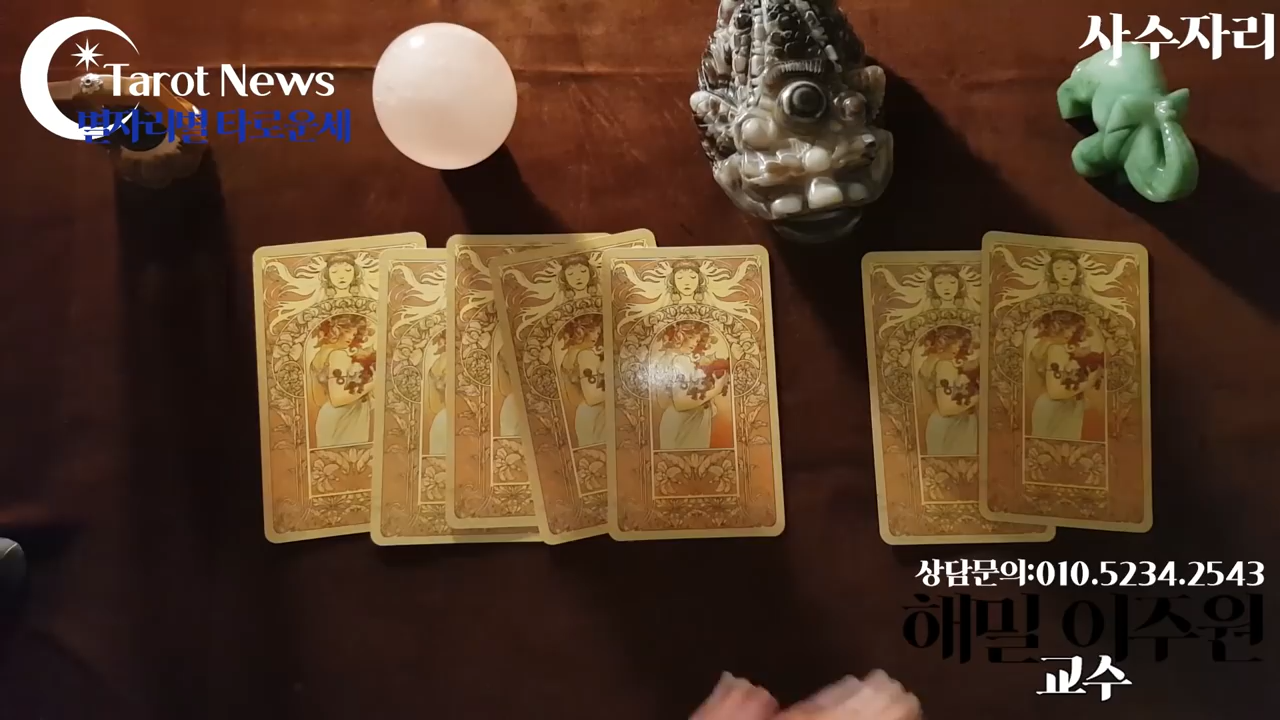 Tarot News
별자리별 타로운세
사수자리
상담문의:010.5234.2543
해밀 이주원
교수